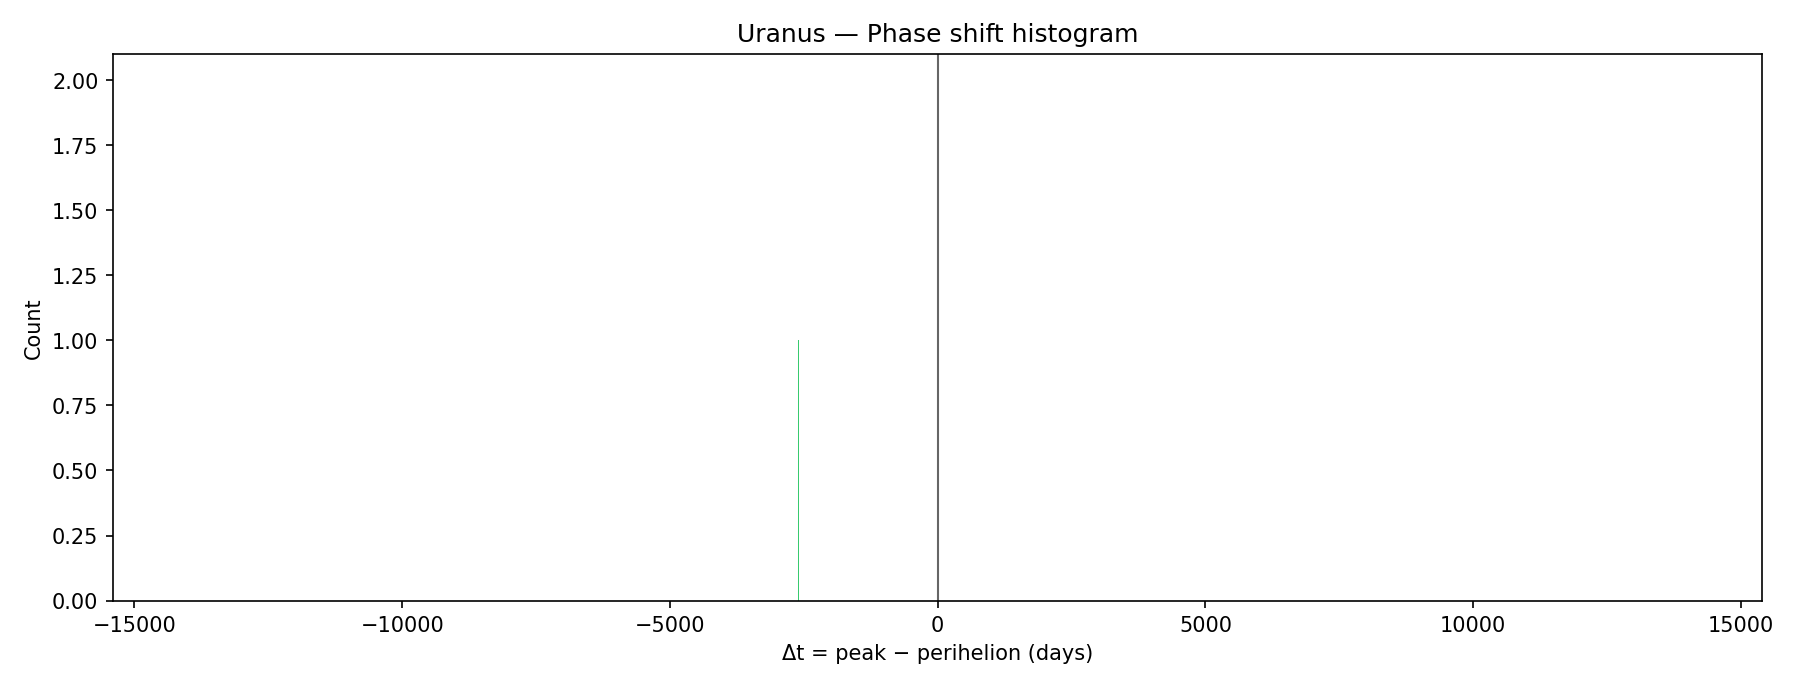 Uranus — Phase shift histogram
Count
2.00
1.75
1.50
1.25
1.00
0.75
0.50
0.25
0.00
−15000 −10000 −5000 0 5000 10000 15000
Δt = peak − perihelion (days)